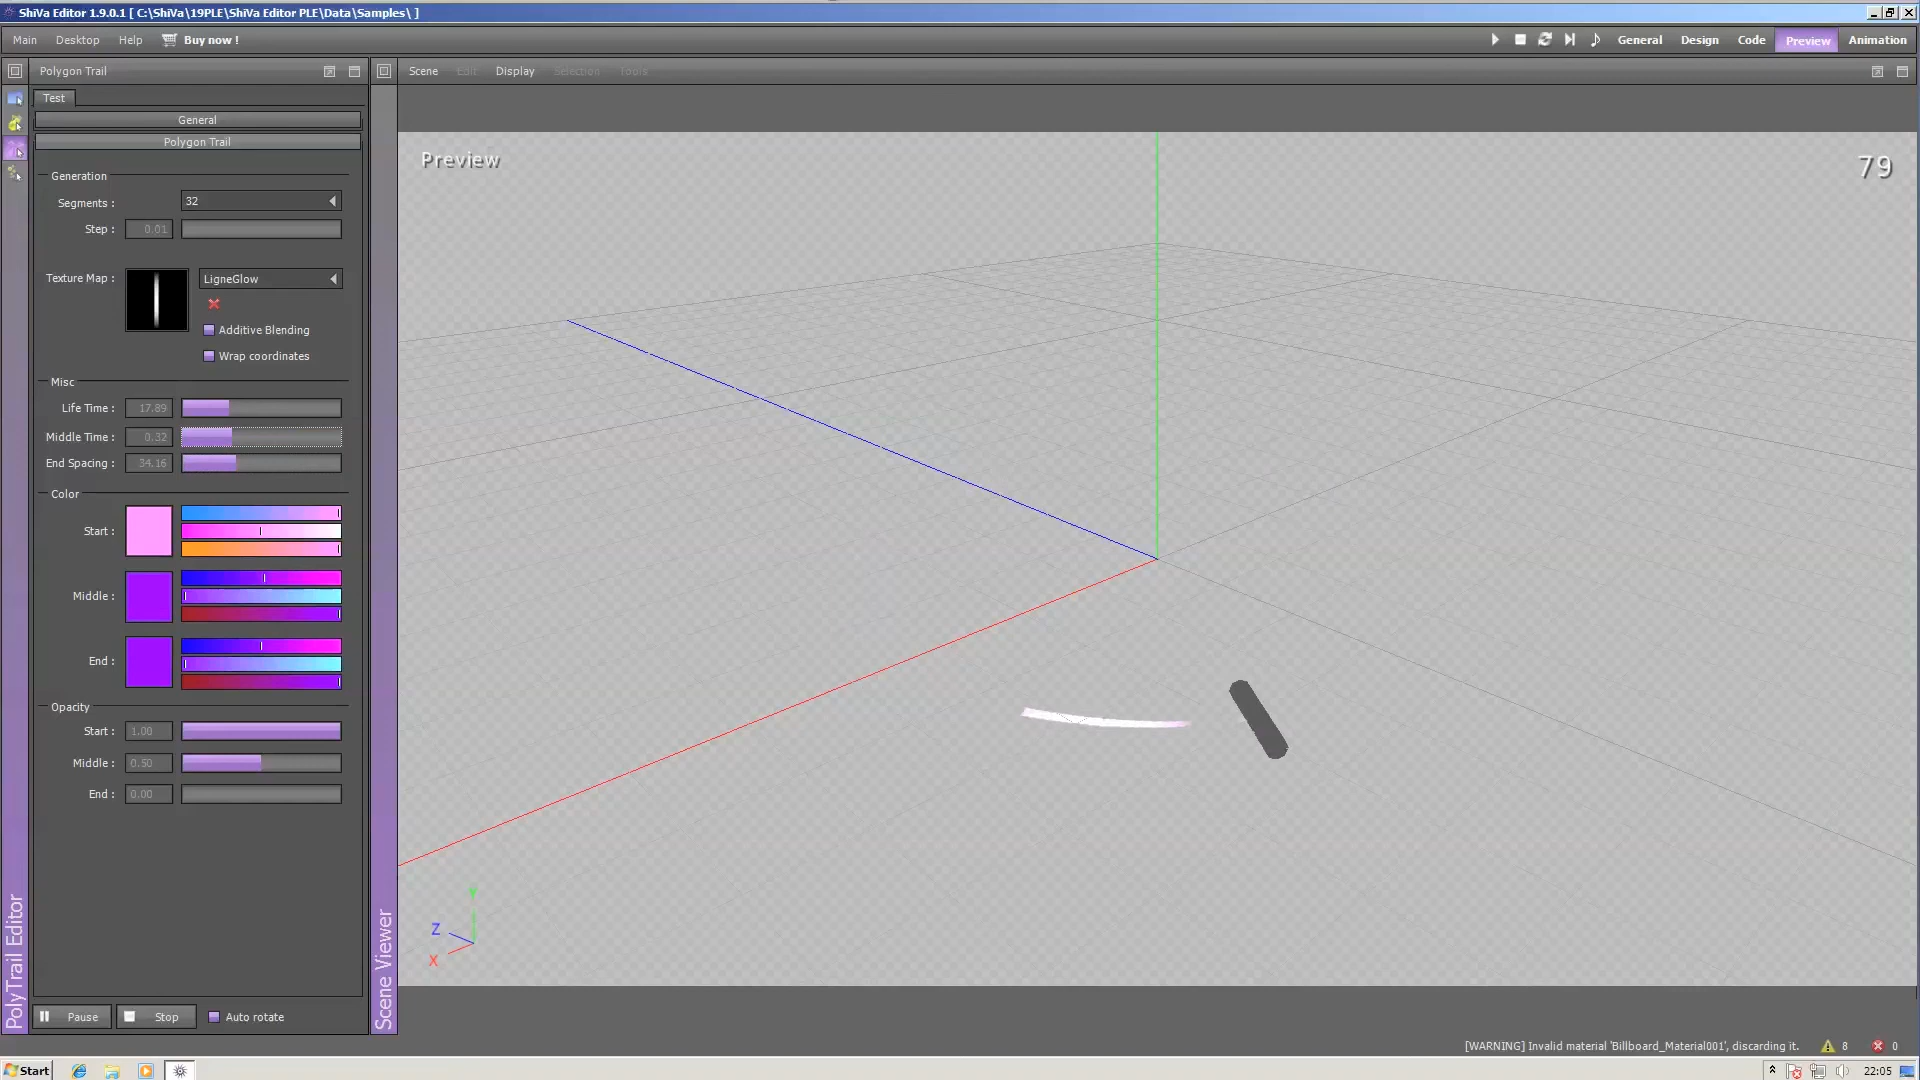 ShiVa Editor 1.9.0.1 [ C:\ShiVa\19PLE\ShiVa Editor PLE\Data\Samples\ ]
Main Desktop Help Buy now ! General Design Code Preview Animation
Polygon Trail Scene Edit Display Selection Tools
Test
General
Polygon Trail
Preview
79
Generation
Segments : 32
Step : 0.01
Texture Map : LigneGlow
Additive Blending
Wrap coordinates
Misc
Life Time : 17.89
Middle Time : 0.32
End Spacing : 34.16
Color
Start :
Middle :
End :
Opacity
Start : 1.00
Middle : 0.50
End : 0.00
Y
Z
X
PolyTrail Editor
Scene Viewer
Pause Stop Auto rotate
[WARNING] Invalid material 'Billboard_Material001', discarding it. 8 0
Start 22:05